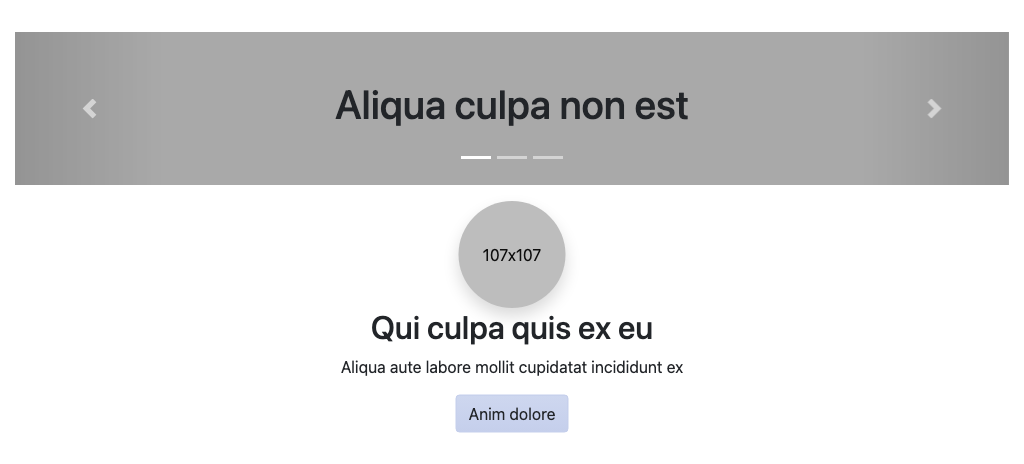 Aliqua culpa non est
107x107
Qui culpa quis ex eu
Aliqua aute labore mollit cupidatat incididunt ex
Anim dolore